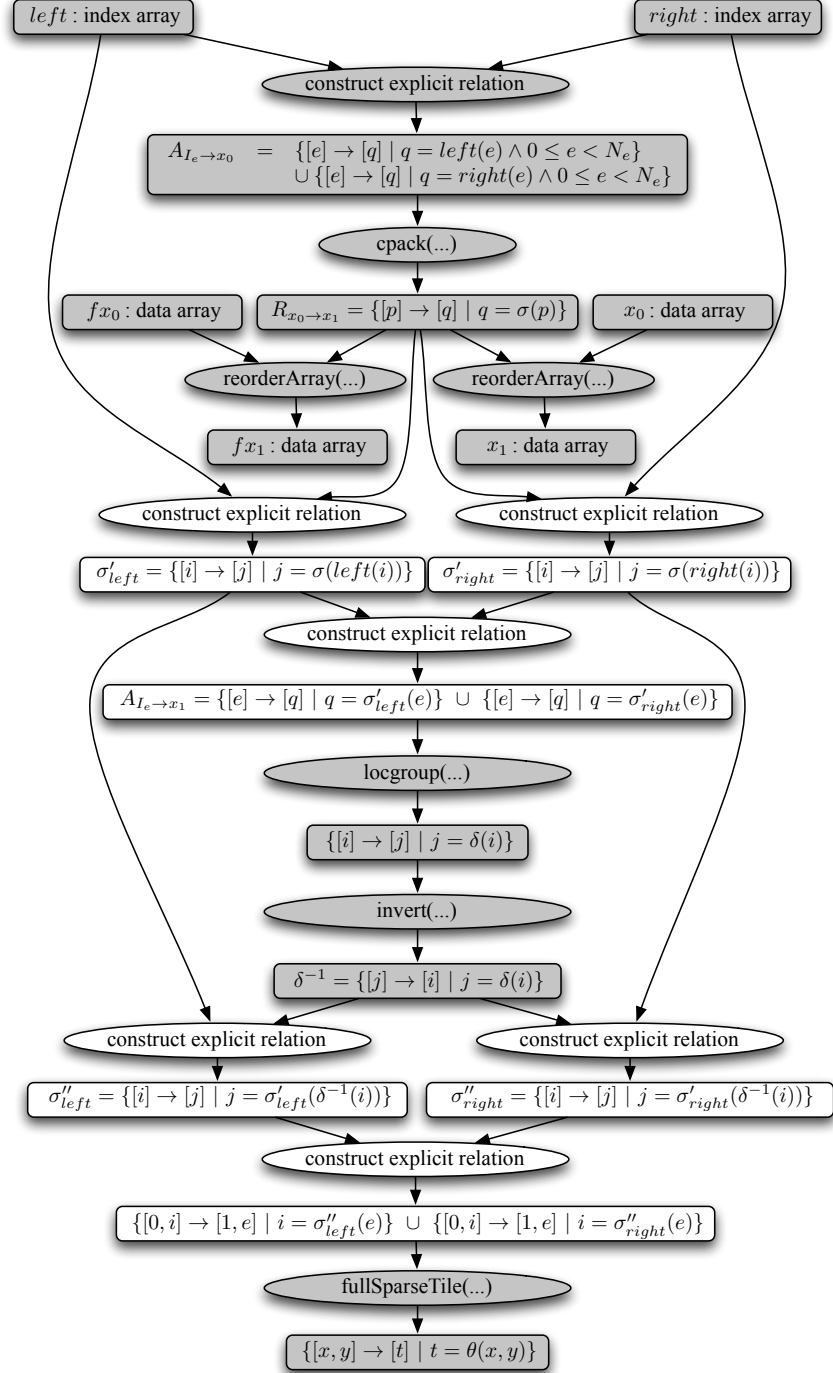 left : index array
right : index array
construct explicit relation
A_{I_e→x_0} = {[e] → [q] | q = left(e) ∧ 0 ≤ e < N_e}
∪ {[e] → [q] | q = right(e) ∧ 0 ≤ e < N_e}
cpack(...)
fx_0 : data array
R_{x_0→x_1} = {[p] → [q] | q = σ(p)}
x_0 : data array
reorderArray(...)
reorderArray(...)
fx_1 : data array
x_1 : data array
construct explicit relation
construct explicit relation
σ'_{left} = {[i] → [j] | j = σ(left(i))}
σ'_{right} = {[i] → [j] | j = σ(right(i))}
construct explicit relation
A_{I_e→x_1} = {[e] → [q] | q = σ'_{left}(e)} ∪ {[e] → [q] | q = σ'_{right}(e)}
locgroup(...)
{[i] → [j] | j = δ(i)}
invert(...)
δ^{-1} = {[j] → [i] | j = δ(i)}
construct explicit relation
construct explicit relation
σ''_{left} = {[i] → [j] | j = σ'_{left}(δ^{-1}(i))}
σ''_{right} = {[i] → [j] | j = σ'_{right}(δ^{-1}(i))}
construct explicit relation
{[0, i] → [1, e] | i = σ''_{left}(e)} ∪ {[0, i] → [1, e] | i = σ''_{right}(e)}
fullSparseTile(...)
{[x, y] → [t] | t = θ(x, y)}